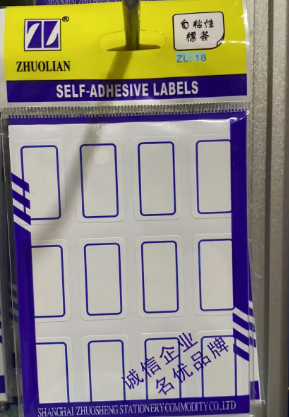 ZL®
自粘性
標簽
ZL-18
ZHUOLIAN
SELF-ADHESIVE LABELS
诚信企业
名优品牌
SHANGHAI ZHUOSHENG STATIONERY COMMODITY CO.,LTD